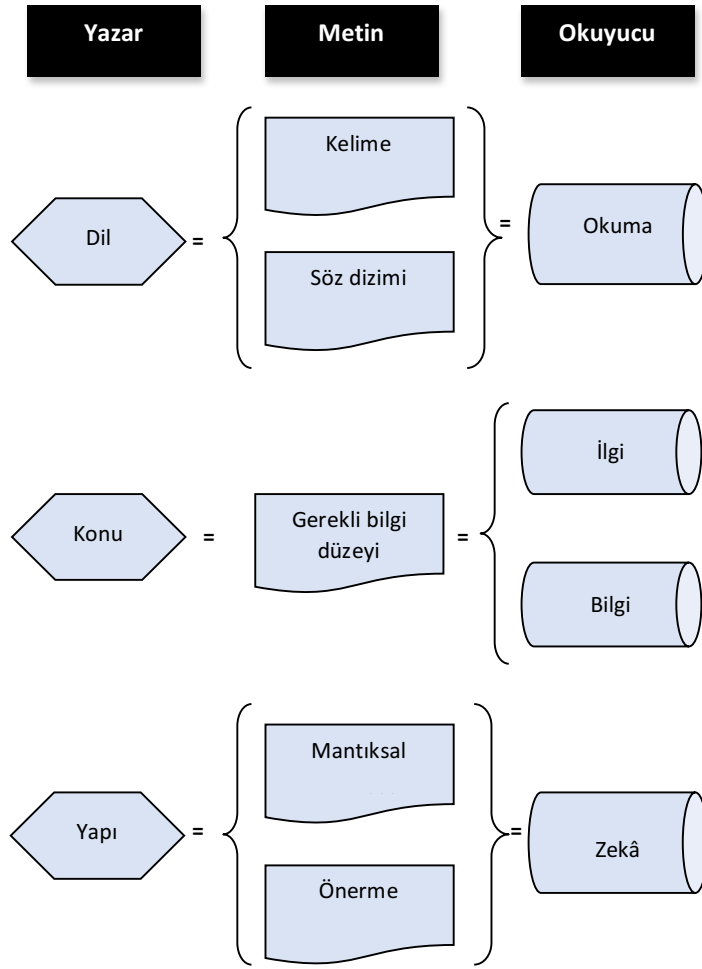 Yazar
Metin
Okuyucu
Kelime
Dil
=
=
Okuma
Söz dizimi
İlgi
Konu
=
Gerekli bilgi
düzeyi
=
Bilgi
Mantıksal
Yapı
=
=
Zekâ
Önerme